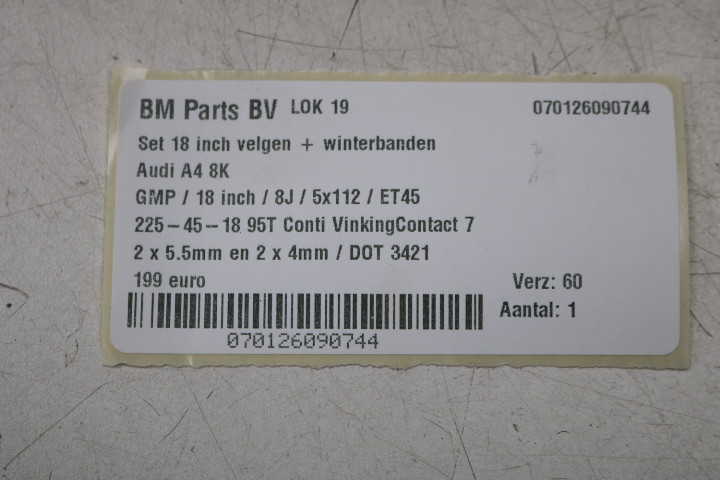 BM Parts BV LOK 19 070126090744
Set 18 inch velgen + winterbanden
Audi A4 8K
GMP / 18 inch / 8J / 5x112 / ET45
225-45-18 95T Conti VinkingContact 7
2 x 5.5mm en 2 x 4mm / DOT 3421
199 euro Verz: 60
Aantal: 1
070126090744